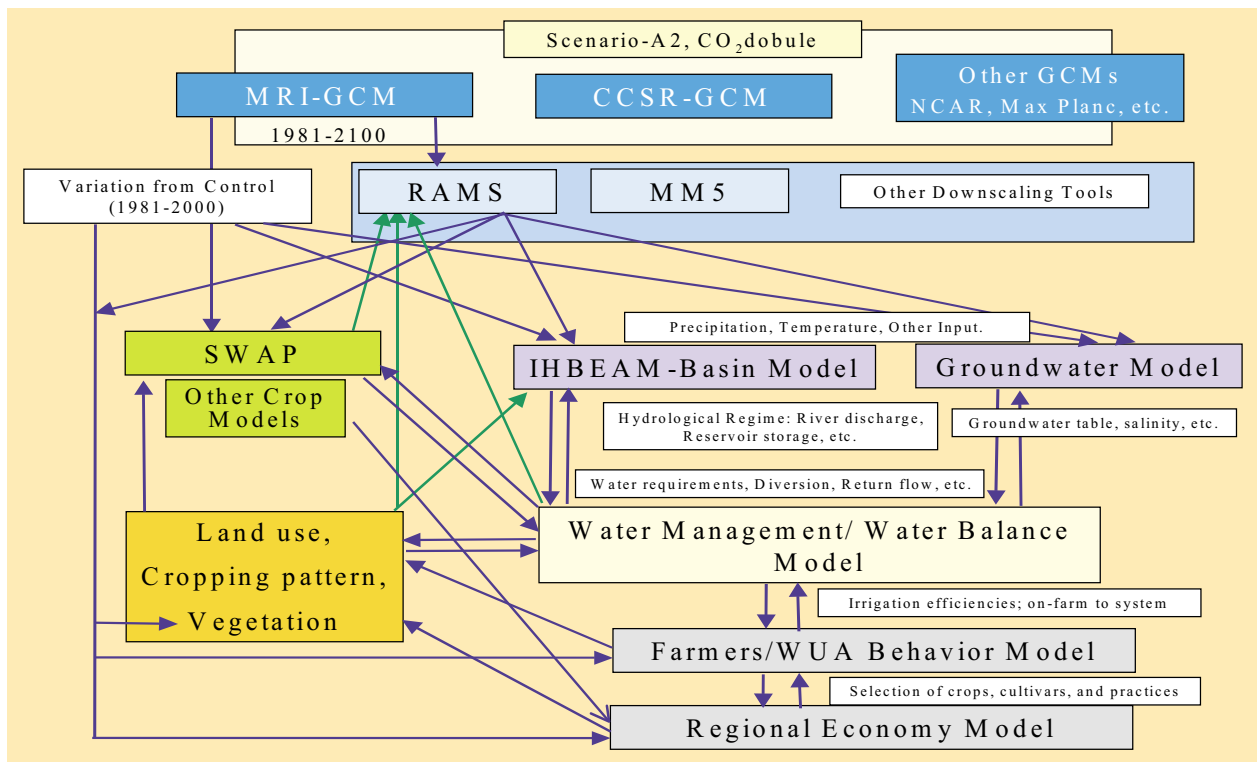 Scenario-A2, CO2dobule
MRI-GCM
CCSR-GCM
Other GCMs
NCAR, Max Planc, etc.
1981-2100
Variation from Control
(1981-2000)
RAMS
MM5
Other Downscaling Tools
Precipitation, Temperature, Other Input.
SWAP
IHBEAM-Basin Model
Groundwater Model
Other Crop
Models
Hydrological Regime: River discharge,
Reservoir storage, etc.
Groundwater table, salinity, etc.
Water requirements, Diversion, Return flow, etc.
Land use,
Cropping pattern,
Vegetation
Water Management/ Water Balance
Model
Irrigation efficiencies; on-farm to system
Farmers/WUA Behavior Model
Selection of crops, cultivars, and practices
Regional Economy Model